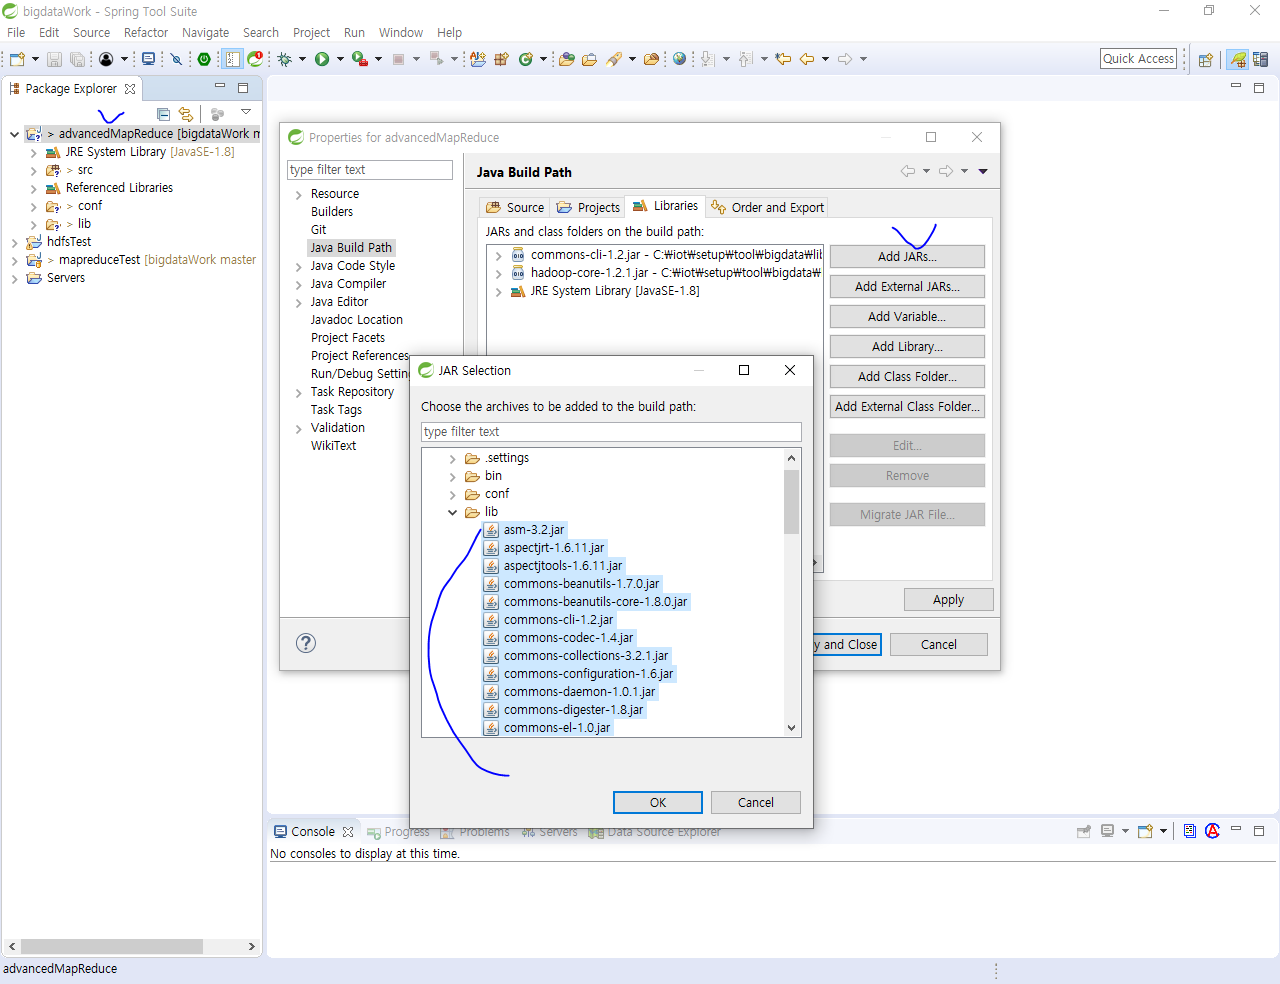 bigdataWork - Spring Tool Suite
File Edit Source Refactor Navigate Search Project Run Window Help
Quick Access
Package Explorer
> advancedMapReduce [bigdataWork m
JRE System Library [JavaSE-1.8]
> src
Referenced Libraries
> conf
> lib
hdfsTest
> mapreduceTest [bigdataWork master
Servers
Properties for advancedMapReduce
type filter text
Resource
Builders
Git
Java Build Path
Java Code Style
Java Compiler
Java Editor
Javadoc Location
Project Facets
Project References
Run/Debug Settin
Task Repository
Task Tags
Validation
WikiText
Java Build Path
Source Projects Libraries Order and Export
JARs and class folders on the build path:
commons-cli-1.2.jar - C:₩iot₩setup₩tool₩bigdata₩lil
hadoop-core-1.2.1.jar - C:₩iot₩setup₩tool₩bigdata₩
JRE System Library [JavaSE-1.8]
Add JARs...
Add External JARs...
Add Variable...
Add Library...
Add Class Folder...
Add External Class Folder...
Edit...
Remove
Migrate JAR File...
Apply
y and Close Cancel
JAR Selection
Choose the archives to be added to the build path:
type filter text
.settings
bin
conf
lib
asm-3.2.jar
aspectjrt-1.6.11.jar
aspectjtools-1.6.11.jar
commons-beanutils-1.7.0.jar
commons-beanutils-core-1.8.0.jar
commons-cli-1.2.jar
commons-codec-1.4.jar
commons-collections-3.2.1.jar
commons-configuration-1.6.jar
commons-daemon-1.0.1.jar
commons-digester-1.8.jar
commons-el-1.0.jar
OK Cancel
Console Progress Problems Servers Data Source Explorer
No consoles to display at this time.
advancedMapReduce